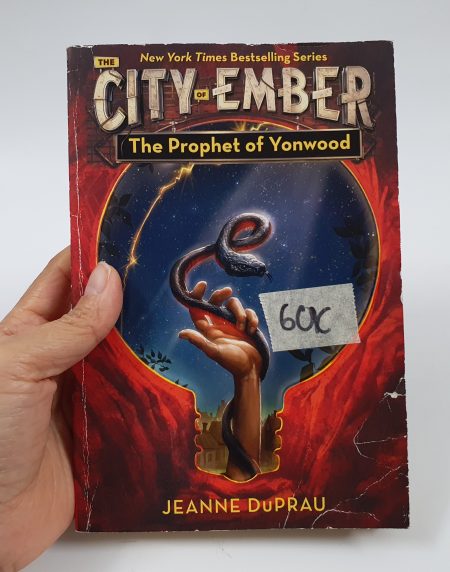 New York Times Bestselling Series
THE
CITY OF EMBER
The Prophet of Yonwood
60K
JEANNE DUPRAU